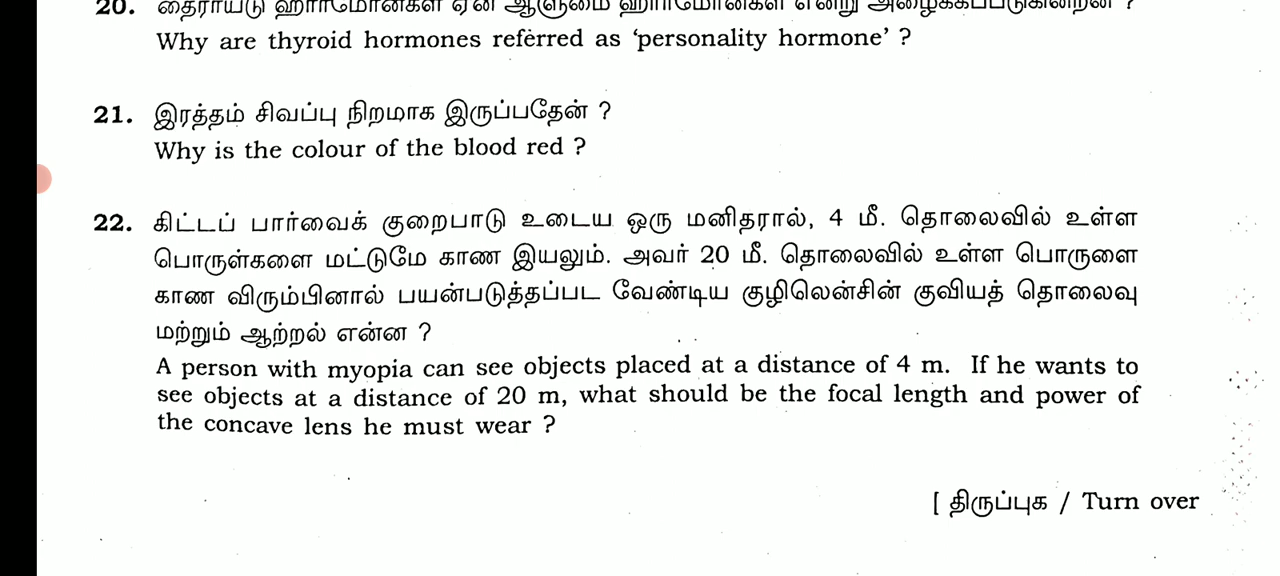 20. தைராய்டு ஹார்மோன்கள் ஏன் ஆளுமை ஹார்மோன்கள் என்று அழைக்கப்படுகின்றன ?
Why are thyroid hormones referred as ‘personality hormone’ ?
21. இரத்தம் சிவப்பு நிறமாக இருப்பதேன் ?
Why is the colour of the blood red ?
22. கிட்டப் பார்வைக் குறைபாடு உடைய ஒரு மனிதரால், 4 மீ. தொலைவில் உள்ள
பொருள்களை மட்டுமே காண இயலும். அவர் 20 மீ. தொலைவில் உள்ள பொருளை
காண விரும்பினால் பயன்படுத்தப்பட வேண்டிய குழிலென்சின் குவியத் தொலைவு
மற்றும் ஆற்றல் என்ன ?
A person with myopia can see objects placed at a distance of 4 m. If he wants to
see objects at a distance of 20 m, what should be the focal length and power of
the concave lens he must wear ?
[ திருப்புக / Turn over